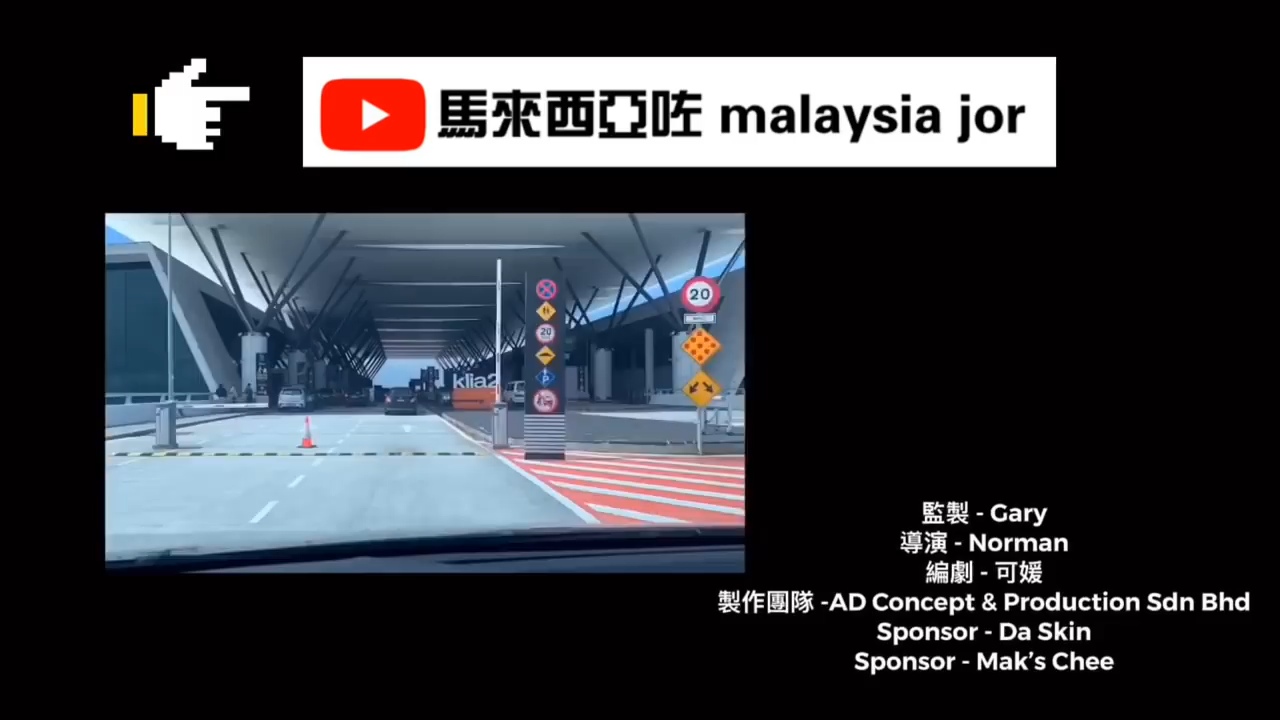 馬來西亞咗 malaysia jor
20
20
P
klia2
監製 - Gary
導演 - Norman
編劇 - 可媛
製作團隊 -AD Concept & Production Sdn Bhd
Sponsor - Da Skin
Sponsor - Mak's Chee